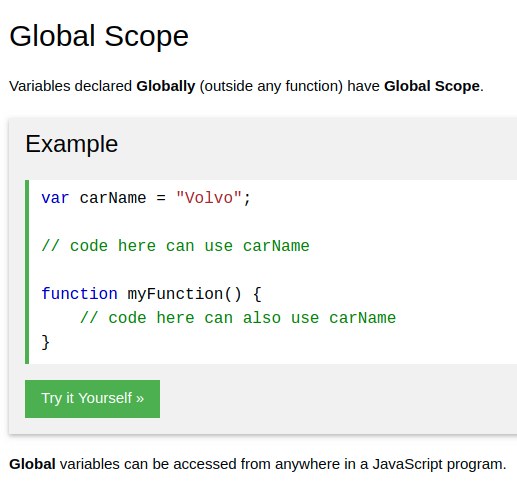 Global Scope
Variables declared Globally (outside any function) have Global Scope.
Example
var carName = "Volvo";
// code here can use carName
function myFunction() {
    // code here can also use carName
}
Try it Yourself »
Global variables can be accessed from anywhere in a JavaScript program.